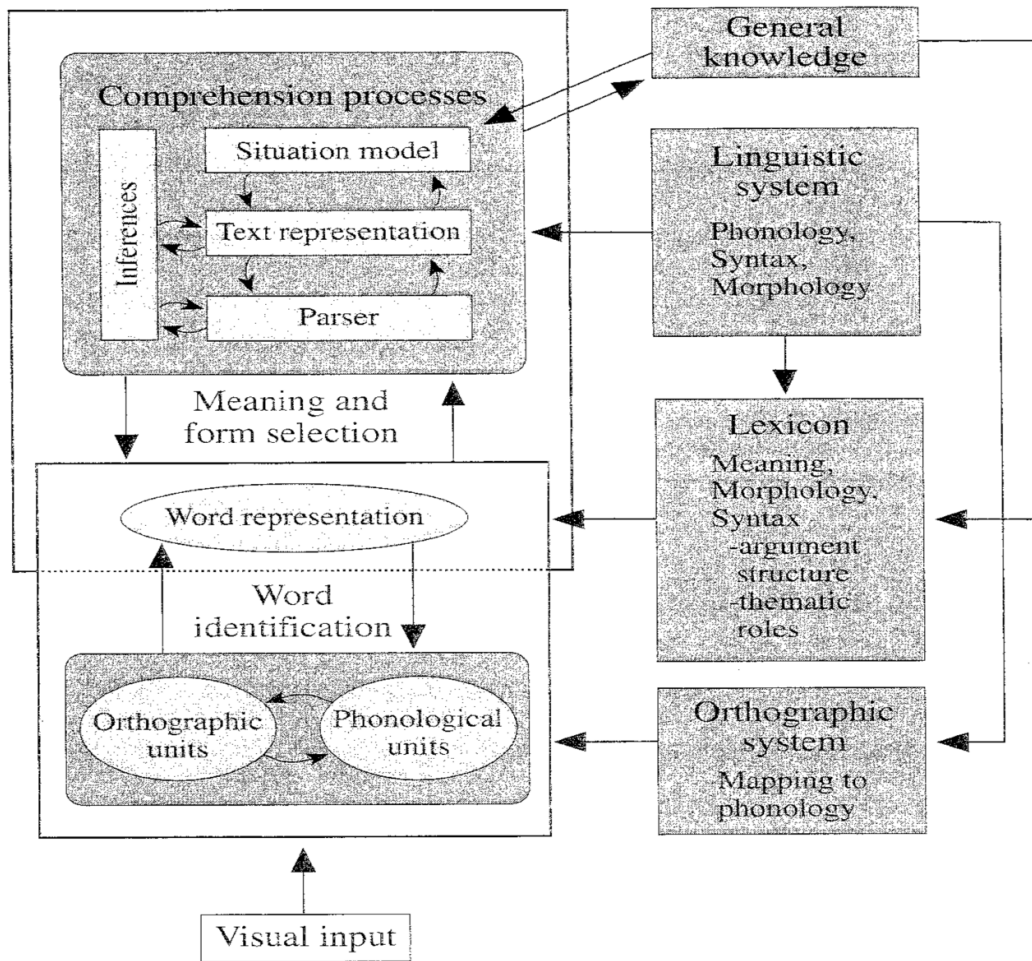 General
knowledge
Comprehension processes
Situation model
Inferences
Text representation
Parser
Linguistic
system
Phonology,
Syntax,
Morphology
Meaning and
form selection
Lexicon
Meaning,
Morphology,
Syntax
-argument
structure
-thematic
roles
Word representation
Word
identification
Orthographic
units
Phonological
units
Orthographic
system
Mapping to
phonology
Visual input